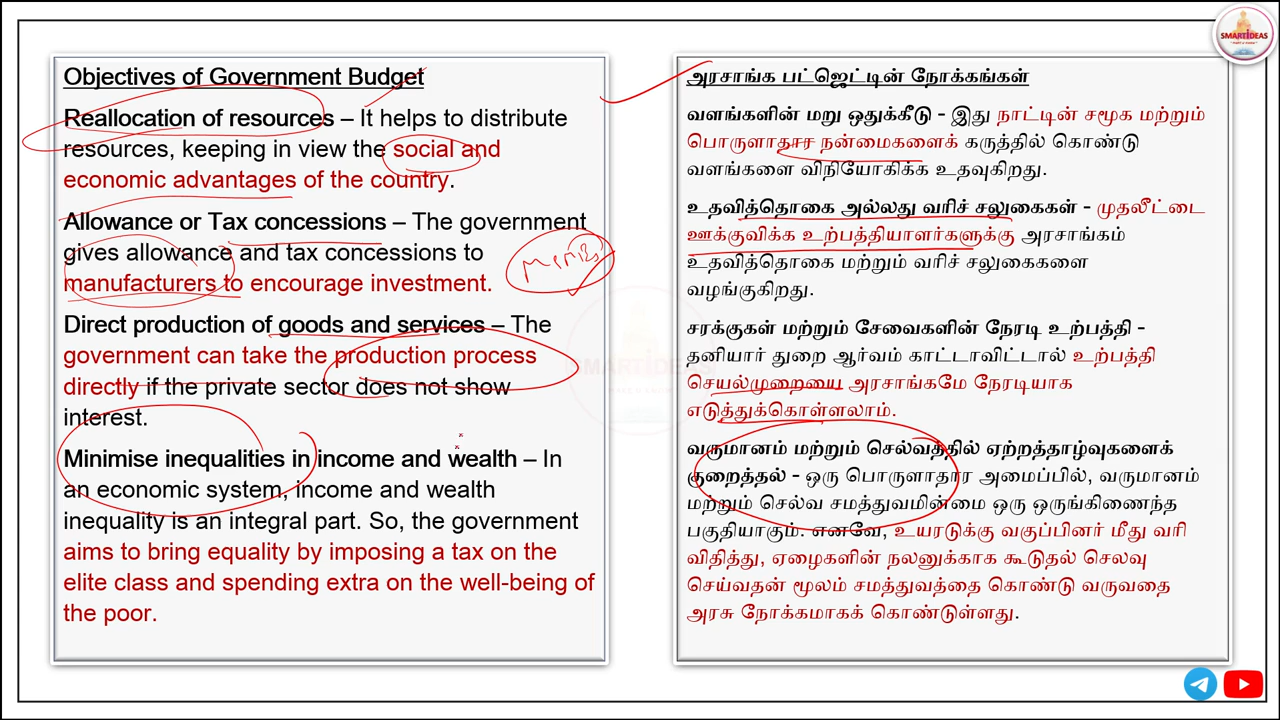 SMARTIDEAS
Objectives of Government Budget
Reallocation of resources – It helps to distribute
resources, keeping in view the social and
economic advantages of the country.
Allowance or Tax concessions – The government
gives allowance and tax concessions to
manufacturers to encourage investment.
Direct production of goods and services – The
government can take the production process
directly if the private sector does not show
interest.
Minimise inequalities in income and wealth – In
an economic system, income and wealth
inequality is an integral part. So, the government
aims to bring equality by imposing a tax on the
elite class and spending extra on the well-being of
the poor.
SMARTIDEAS
அரசாங்க பட்ஜெட்டின் நோக்கங்கள்
வளங்களின் மறு ஒதுக்கீடு - இது நாட்டின் சமூக மற்றும்
பொருளாதார நன்மைகளைக் கருத்தில் கொண்டு
வளங்களை விநியோகிக்க உதவுகிறது.
உதவித்தொகை அல்லது வரிச் சலுகைகள் - முதலீட்டை
ஊக்குவிக்க உற்பத்தியாளர்களுக்கு அரசாங்கம்
உதவித்தொகை மற்றும் வரிச் சலுகைகளை
வழங்குகிறது.
சரக்குகள் மற்றும் சேவைகளின் நேரடி உற்பத்தி -
தனியார் துறை ஆர்வம் காட்டாவிட்டால் உற்பத்தி
செயல்முறையை அரசாங்கமே நேரடியாக
எடுத்துக்கொள்ளலாம்.
வருமானம் மற்றும் செல்வத்தில் ஏற்றத்தாழ்வுகளைக்
குறைத்தல் - ஒரு பொருளாதார அமைப்பில், வருமானம்
மற்றும் செல்வ சமத்துவமின்மை ஒரு ஒருங்கிணைந்த
பகுதியாகும். எனவே, உயரடுக்கு வகுப்பினர் மீது வரி
விதித்து, ஏழைகளின் நலனுக்காக கூடுதல் செலவு
செய்வதன் மூலம் சமத்துவத்தை கொண்டு வருவதை
அரசு நோக்கமாகக் கொண்டுள்ளது.